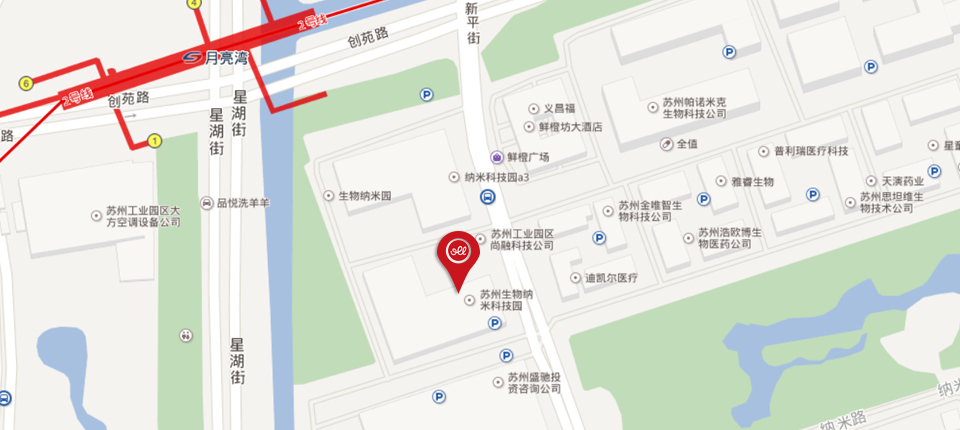 4
2号线
新平街
创苑路
月亮湾
P
P
6
2号线
创苑路
P
星湖街
星湖街
义昌福
苏州帕诺米克
生物科技公司
鲜橙坊大酒店
路
1
全值
普利瑞医疗科技
星童
鲜橙广场
P
纳米科技园a3
雅睿生物
天演药业
生物纳米园
P
P
苏州思坦维生
物技术公司
品悦洗羊羊
苏州金唯智生
物科技公司
苏州工业园区大
方空调设备公司
苏州工业园区
尚融科技公司
P
苏州浩欧博生
物医药公司
迪凯尔医疗
苏州生物纳
米科技园
P
星湖街
P
苏州盛驰投
资咨询公司
P
纳米路
纳米